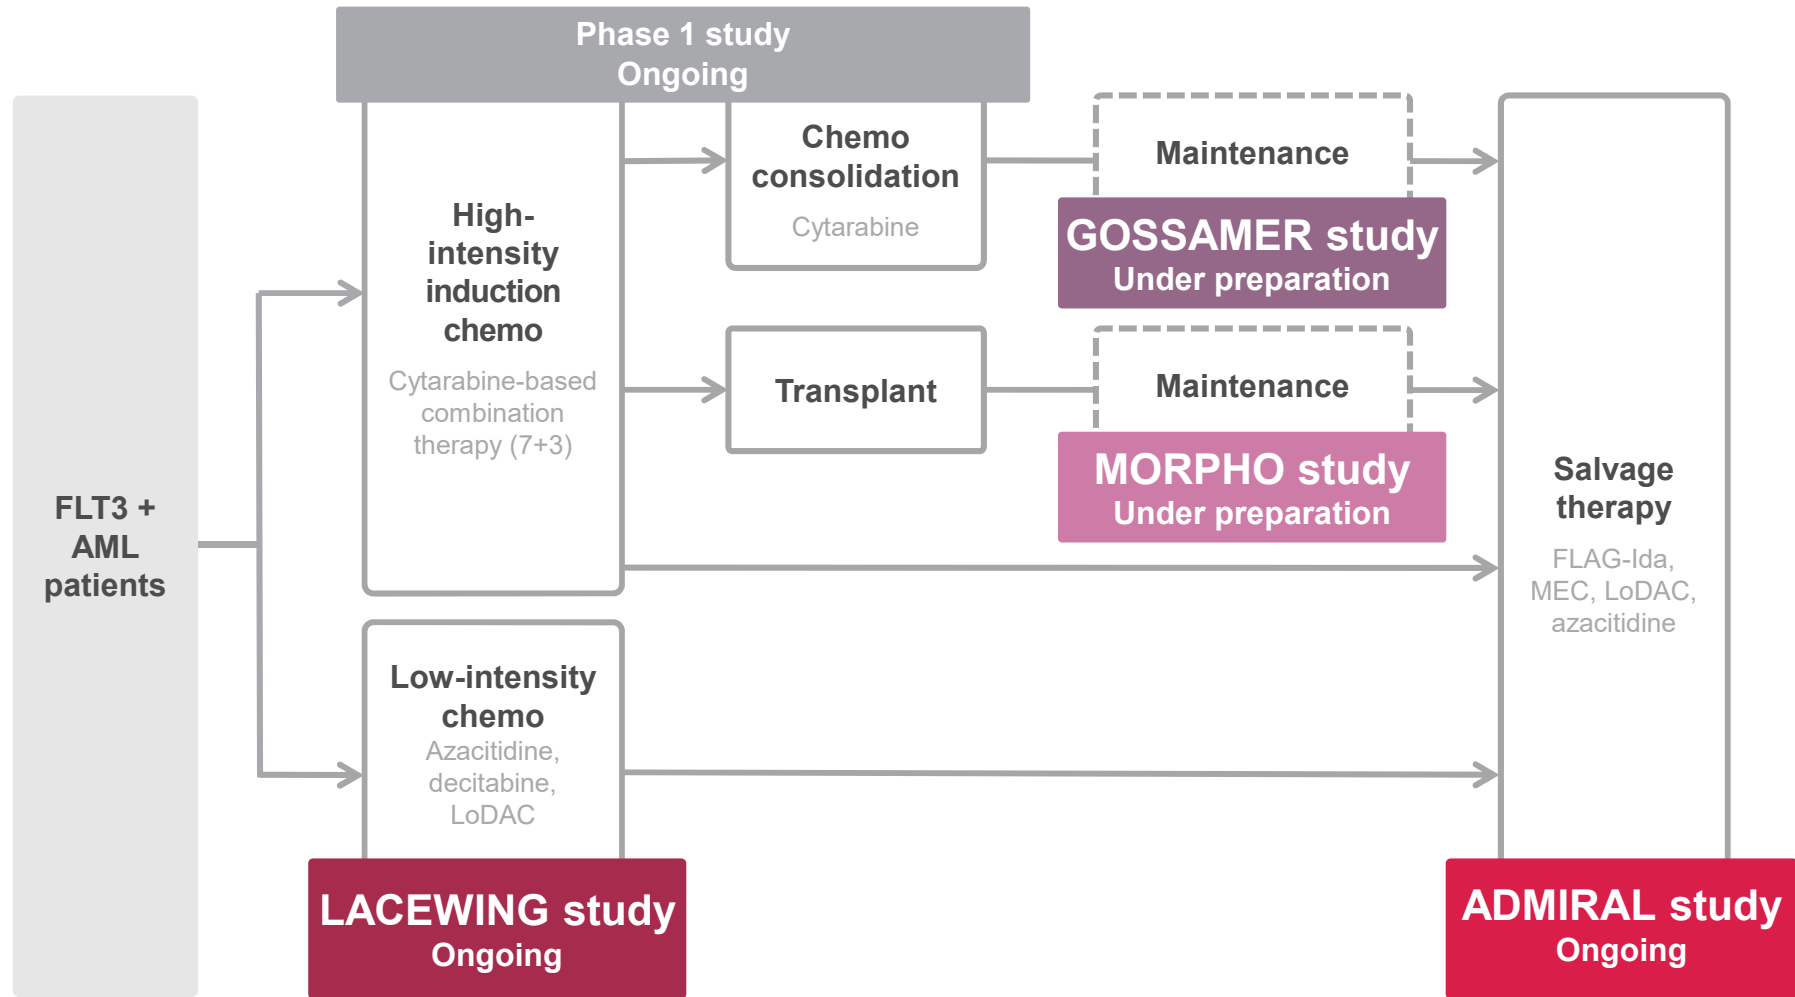 Phase 1 study
Ongoing
FLT3 +
AML
patients
High-
intensity
induction
chemo
Cytarabine-based
combination
therapy (7+3)
Chemo
consolidation
Cytarabine
Maintenance
GOSSAMER study
Under preparation
Transplant
Maintenance
MORPHO study
Under preparation
Low-intensity
chemo
Azacitidine,
decitabine,
LoDAC
LACEWING study
Ongoing
Salvage
therapy
FLAG-Ida,
MEC, LoDAC,
azacitidine
ADMIRAL study
Ongoing